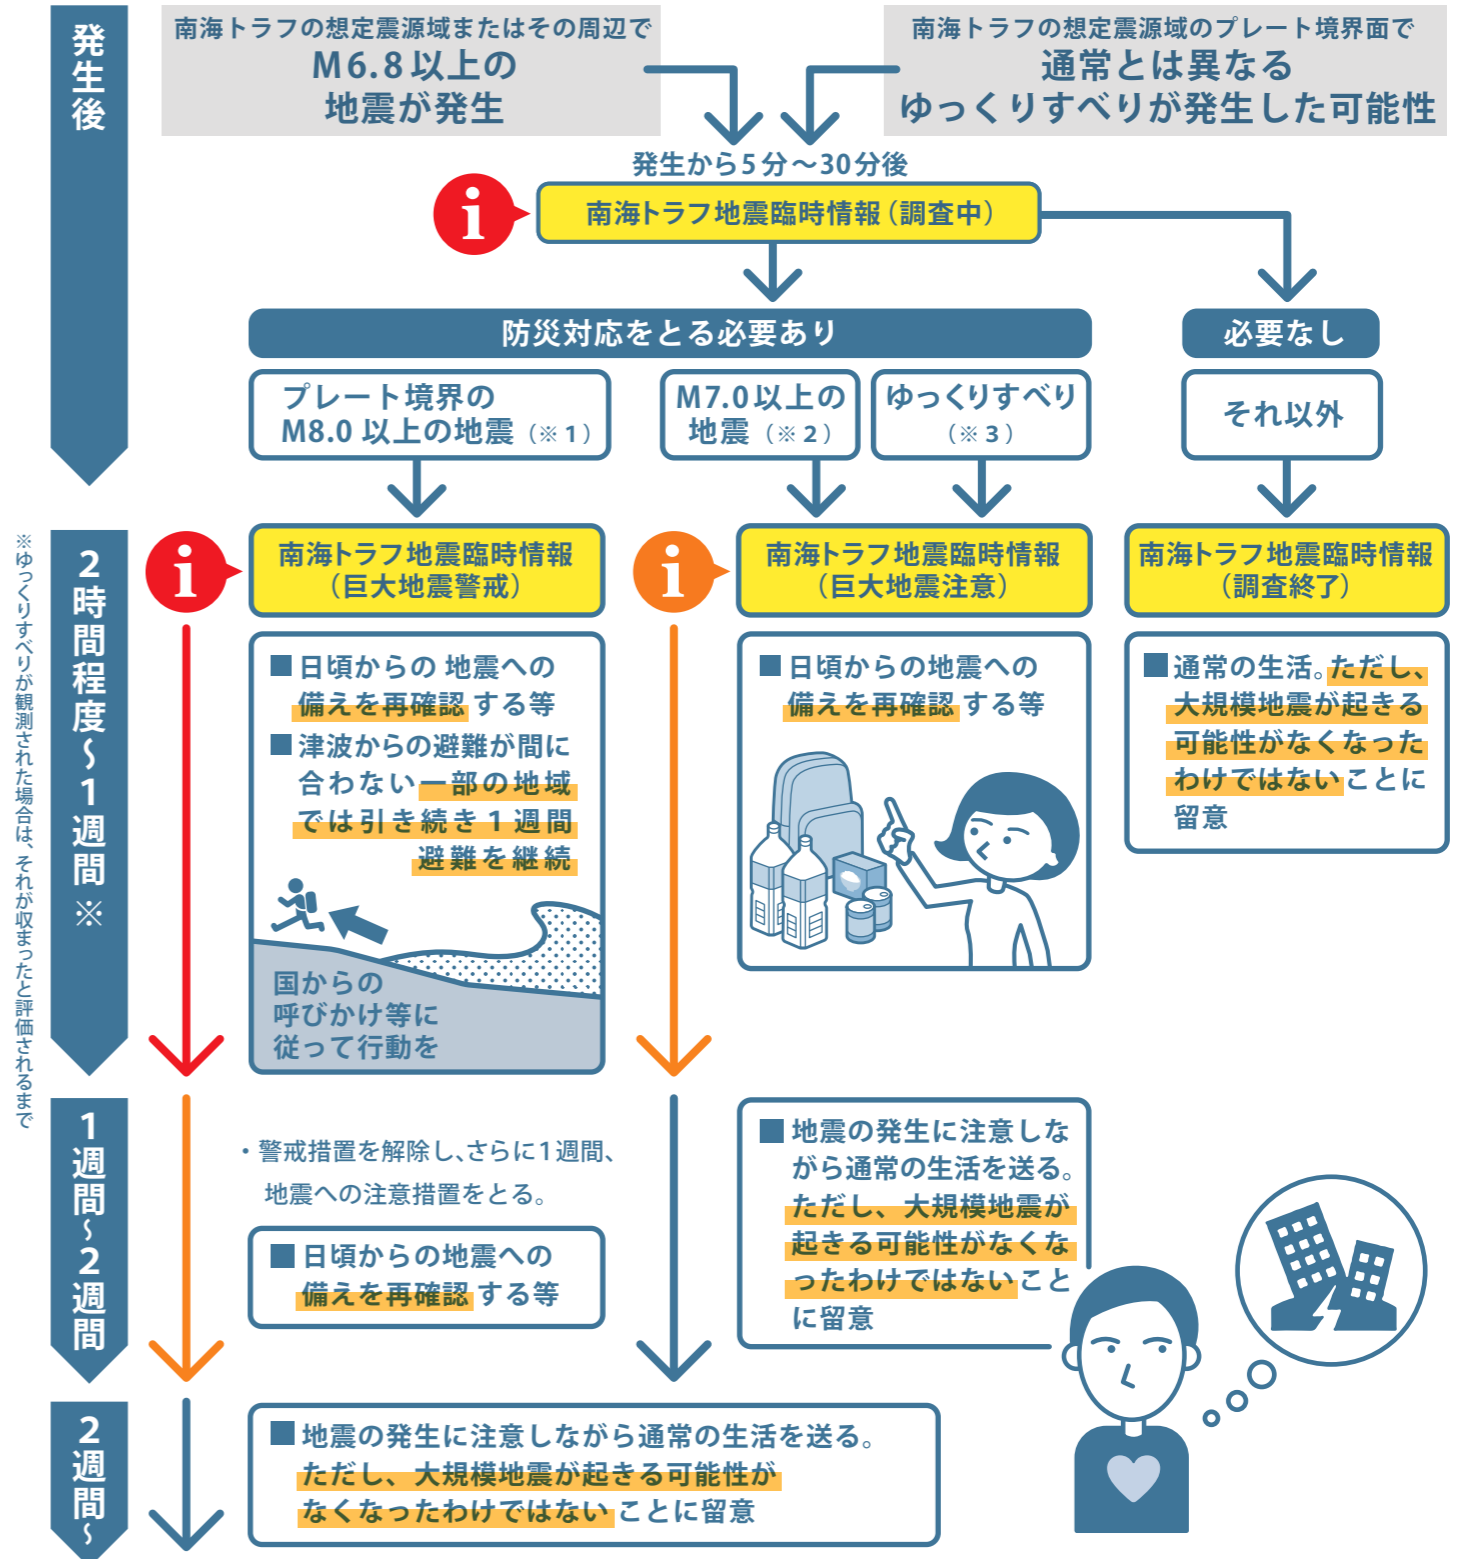 発生後
南海トラフの想定震源域またはその周辺で
M6.8以上の
地震が発生
南海トラフの想定震源域のプレート境界面で
通常とは異なる
ゆっくりすべりが発生した可能性
発生から5分～30分後
i
南海トラフ地震臨時情報（調査中）
防災対応をとる必要あり
必要なし
プレート境界の
M8.0 以上の地震（※1）
M7.0以上の
地震（※2）
ゆっくりすべり
（※3）
それ以外
2時間程度～1週間※
※ゆっくりすべりが観測された場合は、それが収まったと評価されるまで
i
南海トラフ地震臨時情報
（巨大地震警戒）
■日頃からの 地震への
備えを再確認 する等
■津波からの避難が間に
合わない一部の地域
では引き続き1週間
避難を継続
国からの
呼びかけ等に
従って行動を
i
南海トラフ地震臨時情報
（巨大地震注意）
■日頃からの地震への
備えを再確認 する等
南海トラフ地震臨時情報
（調査終了）
■通常の生活。ただし、
大規模地震が起きる
可能性がなくなった
わけではないことに
留意
1週間～2週間
・警戒措置を解除し、さらに1週間、
地震への注意措置をとる。
■日頃からの地震への
備えを再確認 する等
■地震の発生に注意しな
がら通常の生活を送る。
ただし、大規模地震が
起きる可能性がなくな
ったわけではないこと
に留意
2週間～
■地震の発生に注意しながら通常の生活を送る。
ただし、大規模地震が起きる可能性が
なくなったわけではない ことに留意